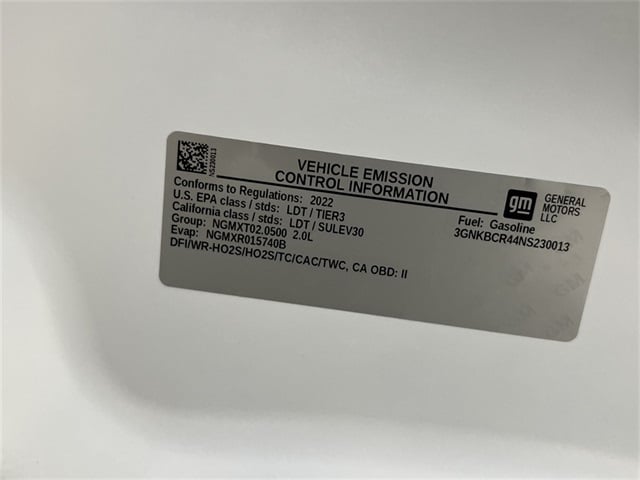 NS230013
VEHICLE EMISSION
CONTROL INFORMATION
gm
GENERAL
MOTORS
LLC
Conforms to Regulations: 2022
U.S. EPA class / stds: LDT / TIER3
California class / stds: LDT / SULEV30
Group: NGMXT02.0500 2.0L
Evap: NGMXR015740B
DFI/WR-HO2S/HO2S/TC/CAC/TWC, CA OBD: II
Fuel: Gasoline
3GNKBCR44NS230013